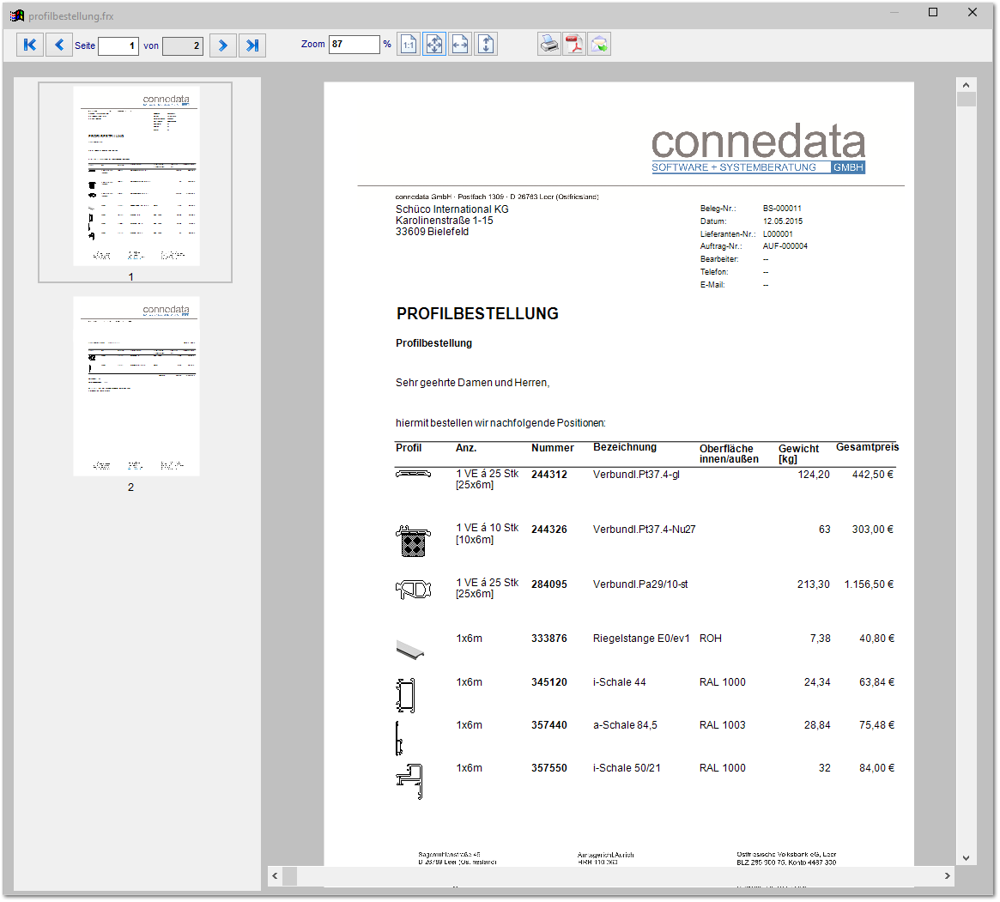 profilbestellung.frx
Seite 1 von 2 Zoom 87 % 1:1
connedata
SOFTWARE + SYSTEMBERATUNG GMBH
connedata GmbH · Postfach 1309 · D 26763 Leer (Ostfriesland)
Schüco International KG
Karolinenstraße 1-15
33609 Bielefeld
Beleg-Nr.: BS-000011
Datum: 12.05.2015
Lieferanten-Nr.: L000001
Auftrag-Nr.: AUF-000004
Bearbeiter: --
Telefon: --
E-Mail: --
PROFILBESTELLUNG
Profilbestellung
Sehr geehrte Damen und Herren,
hiermit bestellen wir nachfolgende Positionen:
Profil Anz. Nummer Bezeichnung Oberfläche innen/außen Gewicht [kg] Gesamtpreis
1 VE á 25 Stk 244312 Verbundl.Pt37.4-gl 124,20 442,50 €
[25x6m]
1 VE á 10 Stk 244326 Verbundl.Pt37.4-Nu27 63 303,00 €
[10x6m]
1 VE á 25 Stk 284095 Verbundl.Pa29/10-st 213,30 1.156,50 €
[25x6m]
1x6m 333876 Riegelstange E0/ev1 ROH 7,38 40,80 €
1x6m 345120 i-Schale 44 RAL 1000 24,34 63,84 €
1x6m 357440 a-Schale 84,5 RAL 1003 28,84 75,48 €
1x6m 357550 i-Schale 50/21 RAL 1000 32 84,00 €
Sägemühlenstraße 45 Amtsgericht Aurich Ostfriesische Volksbank eG, Leer
D 26789 Leer (Ostfriesland) HRH 110 360 BLZ 285 900 75, Konto 4487 300
connedata
1
connedata
2